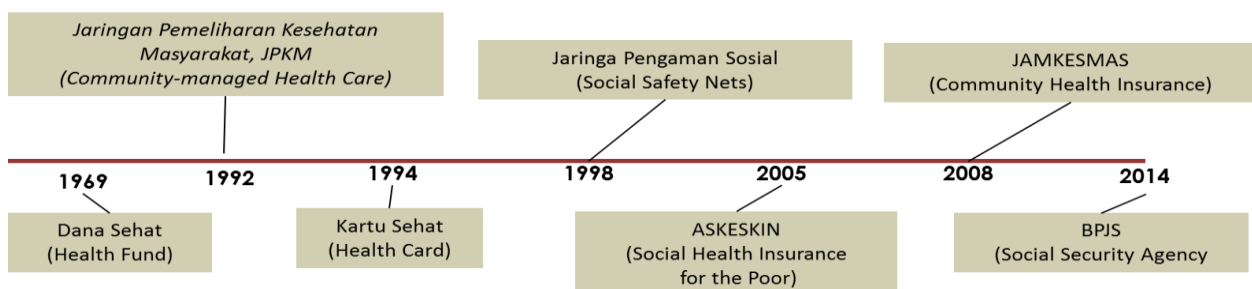 Jaringan Pemeliharan Kesehatan
Masyarakat, JPKM
(Community-managed Health Care)
Jaringa Pengaman Sosial
(Social Safety Nets)
JAMKESMAS
(Community Health Insurance)
1969
1992
1994
1998
2005
2008
2014
Dana Sehat
(Health Fund)
Kartu Sehat
(Health Card)
ASKESKIN
(Social Health Insurance
for the Poor)
BPJS
(Social Security Agency